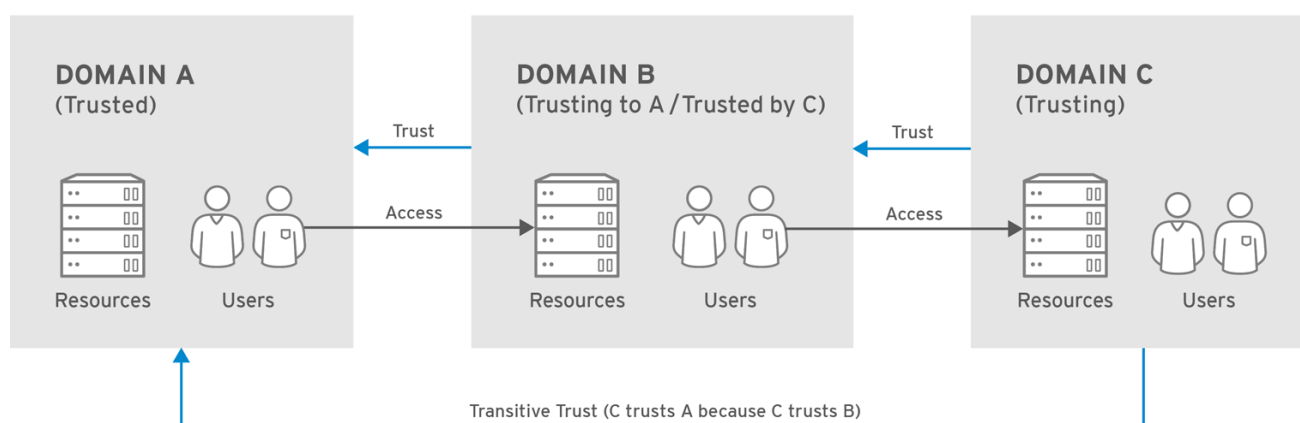 DOMAIN A
(Trusted)
DOMAIN B
(Trusting to A / Trusted by C)
DOMAIN C
(Trusting)
Trust
Trust
Access
Access
Resources
Users
Resources
Users
Resources
Users
Transitive Trust (C trusts A because C trusts B)